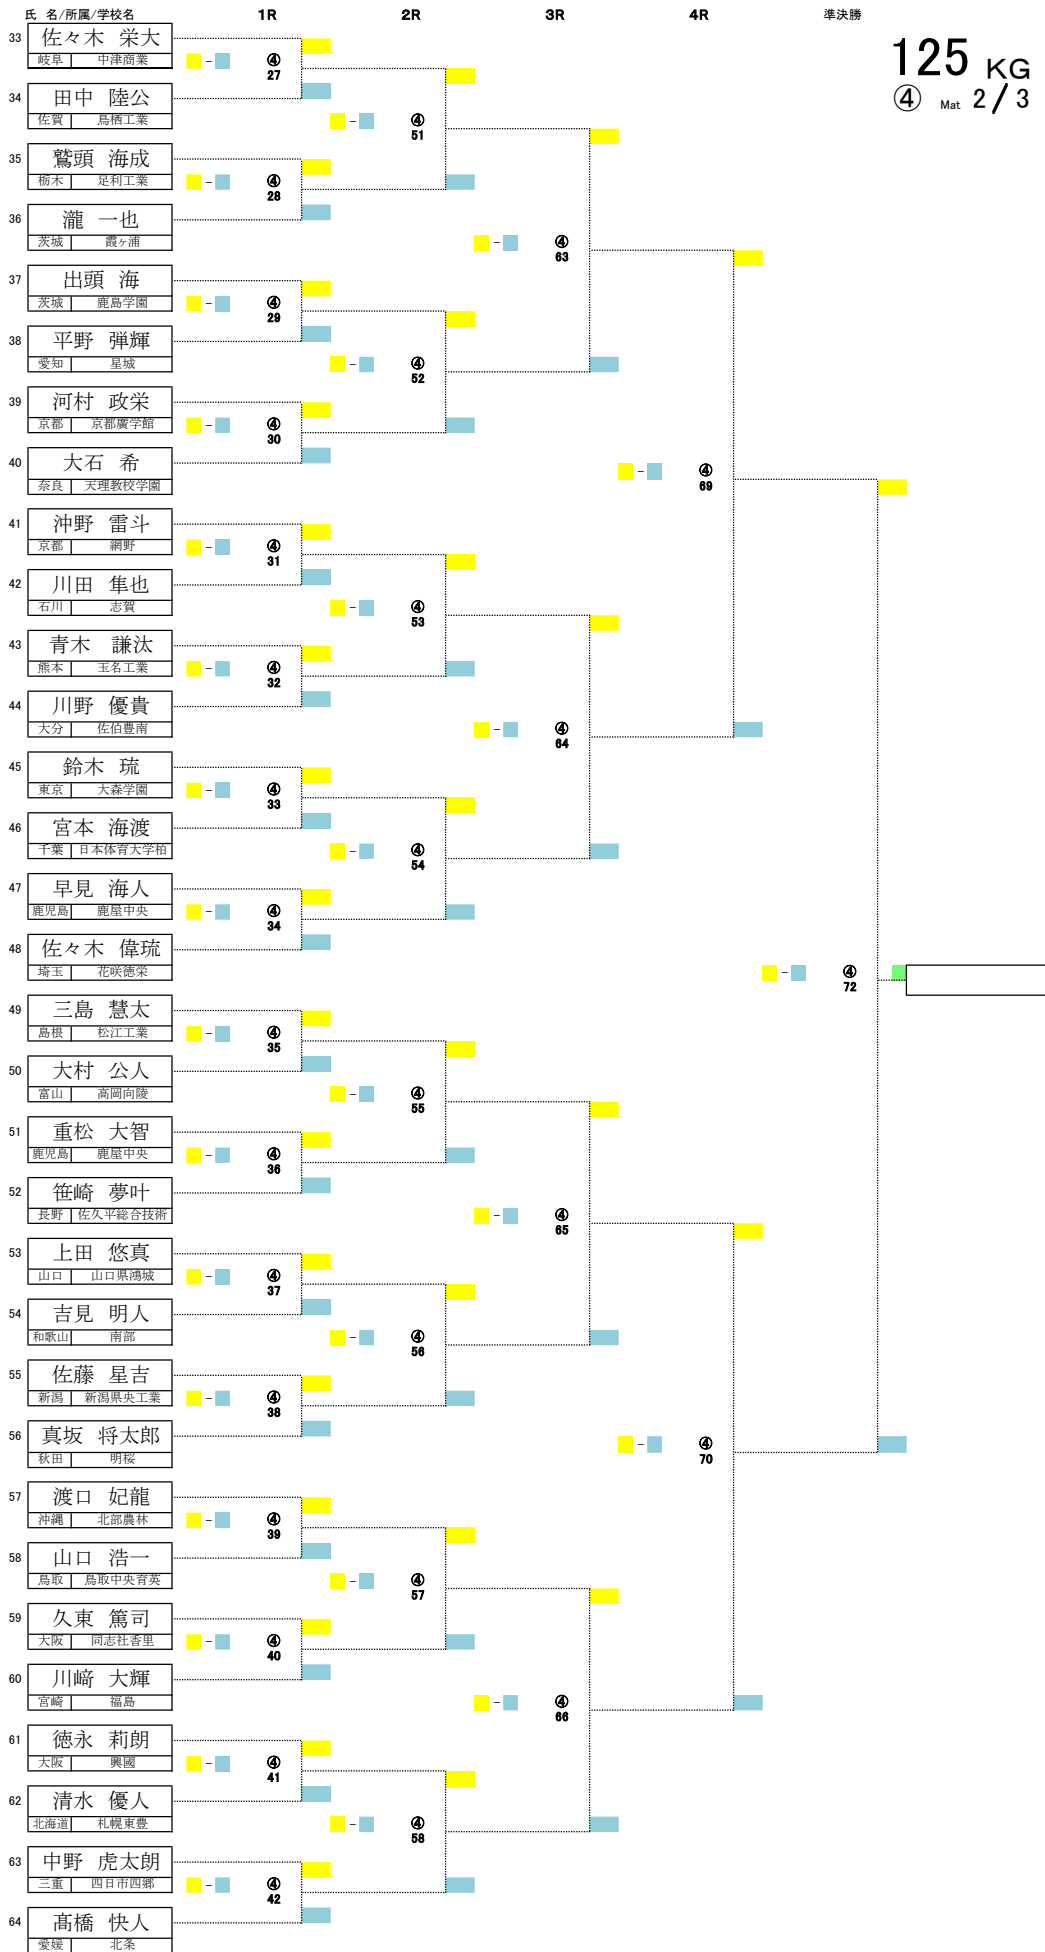 氏 名/所属/学校名 1R 2R 3R 4R 準決勝
125 KG
④ Mat 2/3
33 佐々木 栄大
岐阜 中津商業 - ④
27
34 田中 陸公
佐賀 鳥栖工業 - ④
51
35 鷲頭 海成
栃木 足利工業 - ④
28
36 瀧 一也
茨城 霞ヶ浦 - ④
63
37 出頭 海
茨城 鹿島学園 - ④
29
38 平野 弾輝
愛知 星城 - ④
52
39 河村 政栄
京都 京都廣学館 - ④
30
40 大石 希
奈良 天理教校学園 - ④
69
41 沖野 雷斗
京都 網野 - ④
31
42 川田 隼也
石川 志賀 - ④
53
43 青木 謙汰
熊本 玉名工業 - ④
32
44 川野 優貴
大分 佐伯豊南 - ④
64
45 鈴木 琉
東京 大森学園 - ④
33
46 宮本 海渡
千葉 日本体育大学柏 - ④
54
47 早見 海人
鹿児島 鹿屋中央 - ④
34
48 佐々木 偉琉
埼玉 花咲徳栄 - ④
72
49 三島 慧太
島根 松江工業 - ④
35
50 大村 公人
富山 高岡向陵 - ④
55
51 重松 大智
鹿児島 鹿屋中央 - ④
36
52 笹崎 夢叶
長野 佐久平総合技術 - ④
65
53 上田 悠真
山口 山口県鴻城 - ④
37
54 吉見 明人
和歌山 南部 - ④
56
55 佐藤 星吉
新潟 新潟県央工業 - ④
38
56 真坂 将太郎
秋田 明桜 - ④
70
57 渡口 妃龍
沖縄 北部農林 - ④
39
58 山口 浩一
鳥取 鳥取中央育英 - ④
57
59 久東 篤司
大阪 同志社香里 - ④
40
60 川﨑 大輝
宮崎 福島 - ④
66
61 徳永 莉朗
大阪 興國 - ④
41
62 清水 優人
北海道 札幌東豊 - ④
58
63 中野 虎太朗
三重 四日市四郷 - ④
42
64 髙橋 快人
愛媛 北条